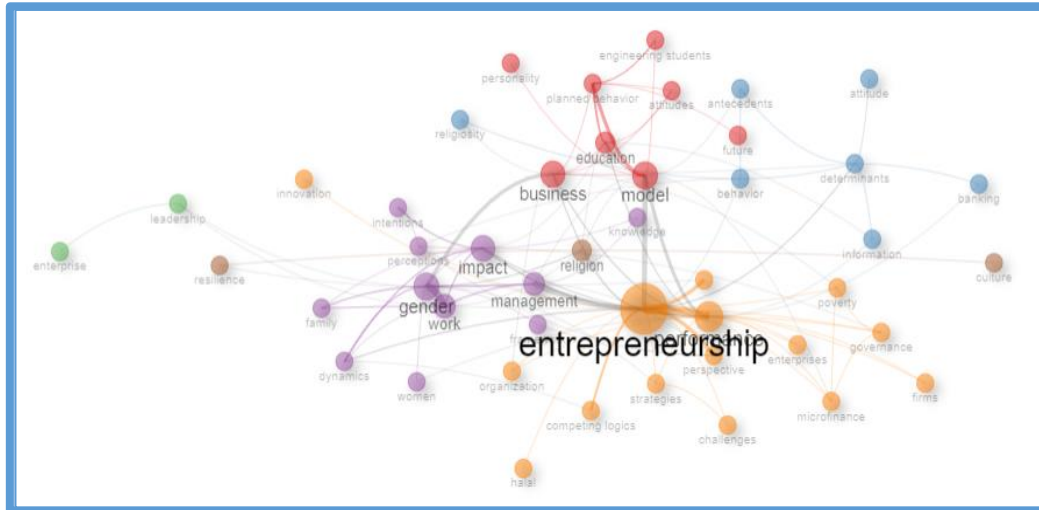 engineering students
personality
planned behavior
attitudes
antecedents
attitude
religiosity
future
education
innovation
business
model
behavior
determinants
banking
leadership
intentions
knowledge
enterprise
resilience
perceptions
impact
religion
information
culture
gender
management
work
family
poverty
performance
entrepreneurship
governance
dynamics
enterprises
perspective
women
organization
strategies
firms
microfinance
competing logics
challenges
halal